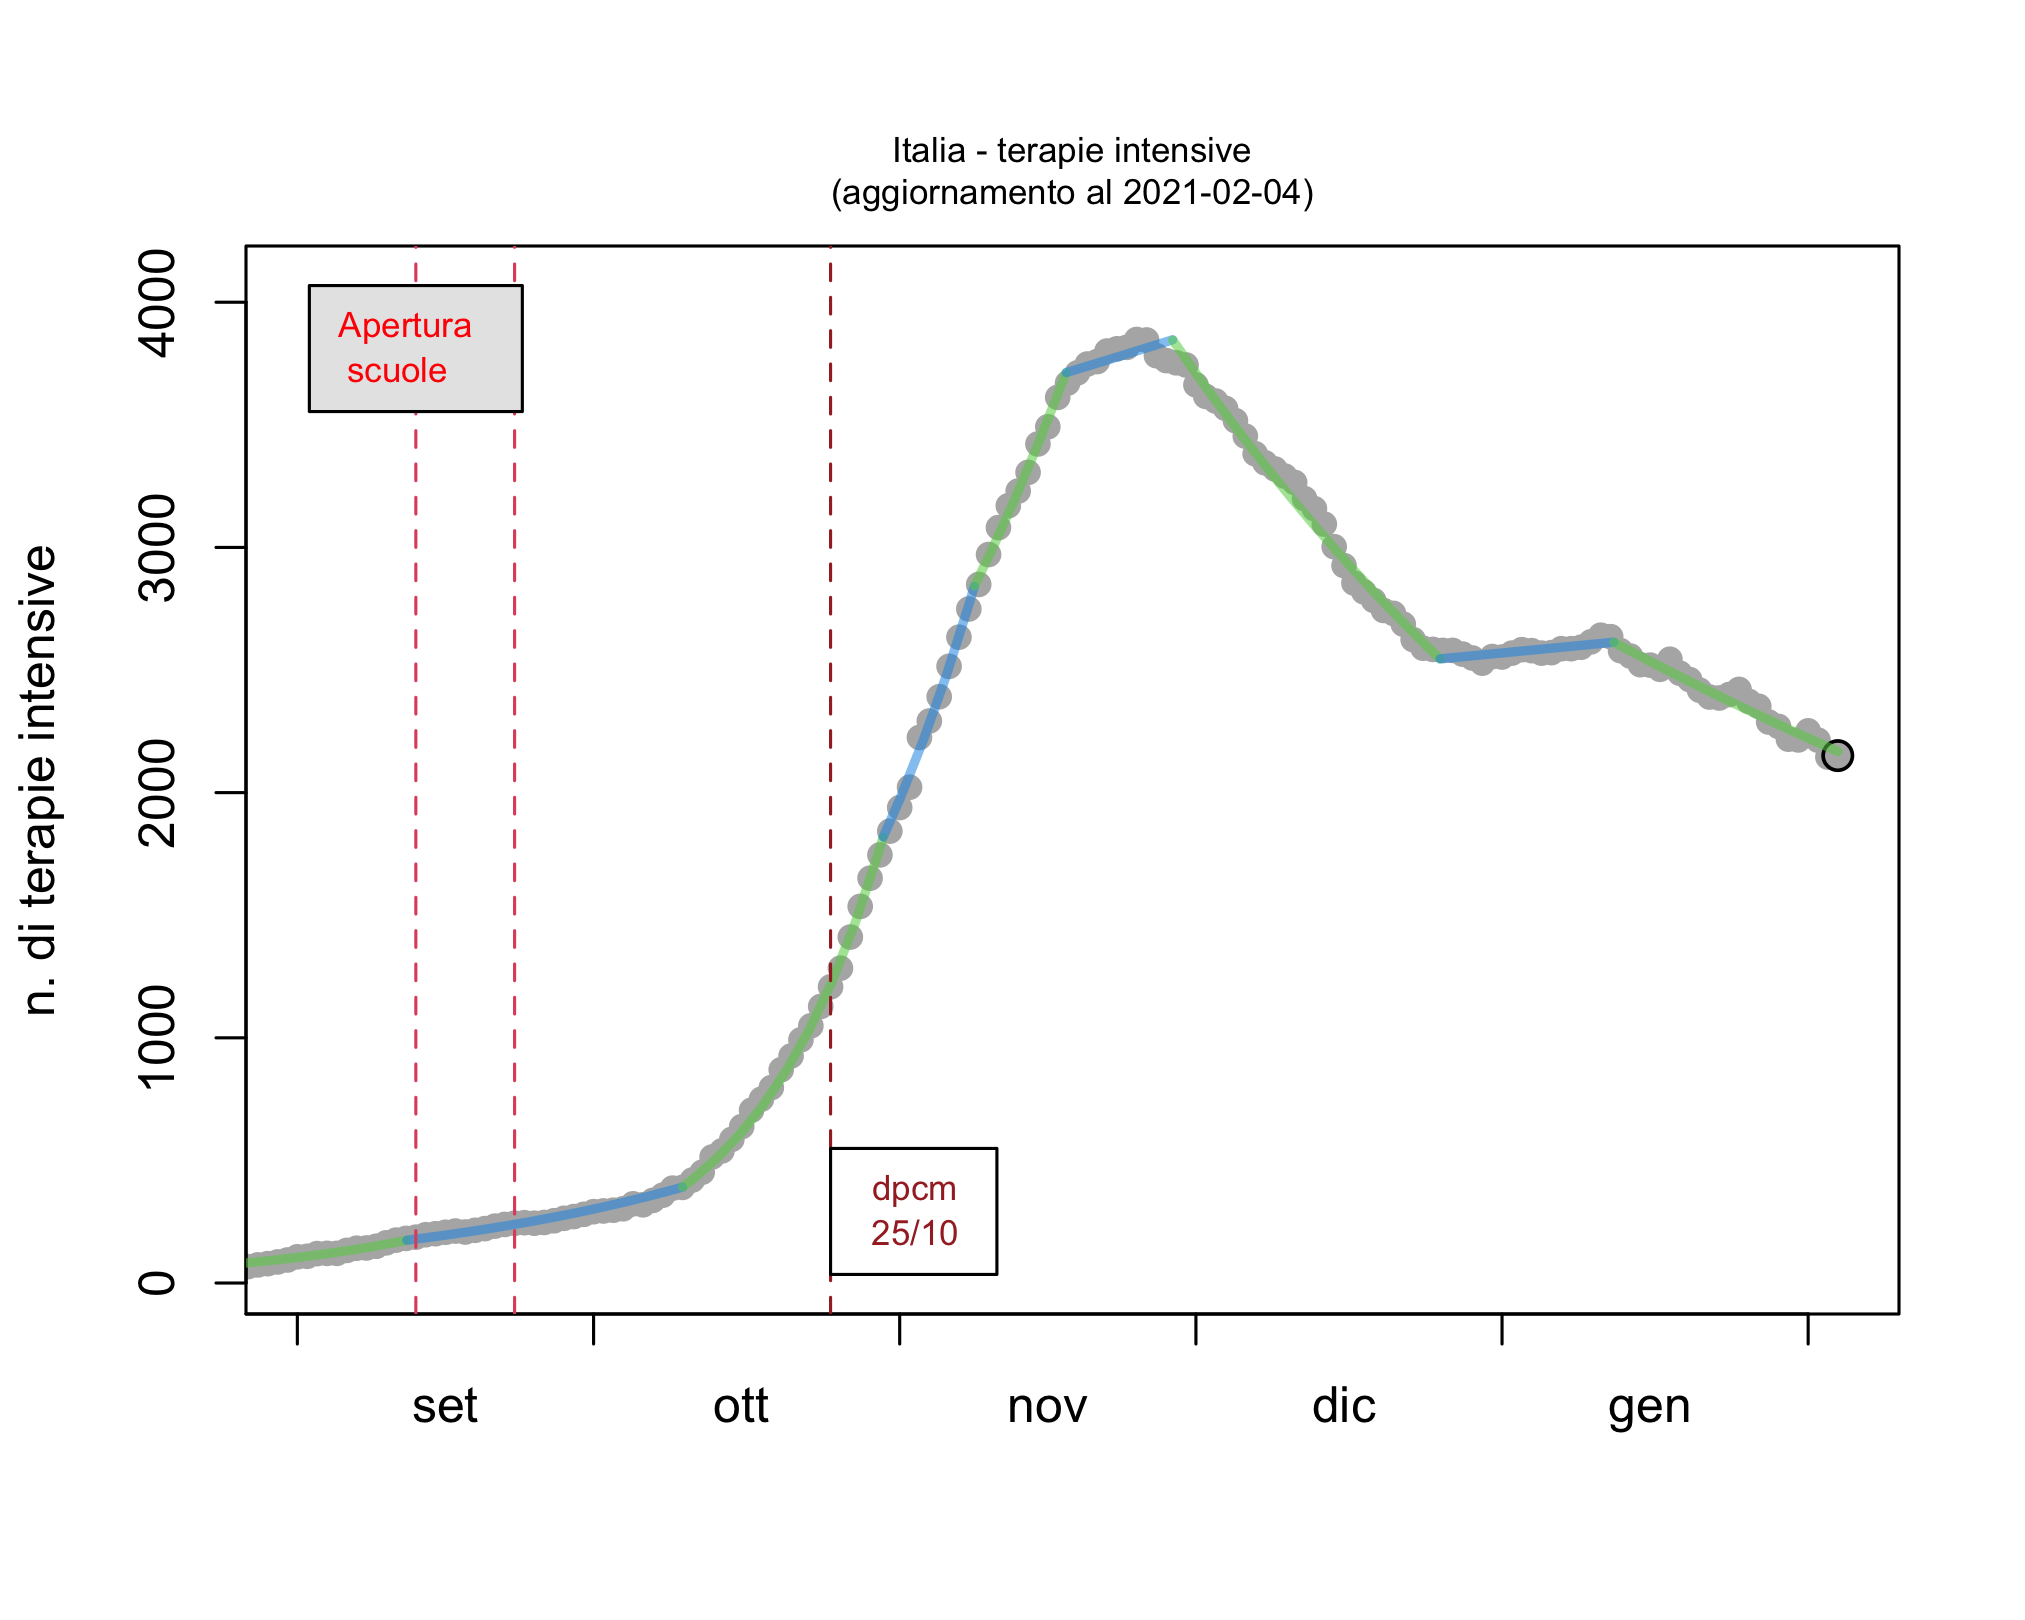 Italia - terapie intensive
(aggiornamento al 2021-02-04)
n. di terapie intensive
4000
3000
2000
1000
0
Apertura
scuole
dpcm
25/10
set
ott
nov
dic
gen